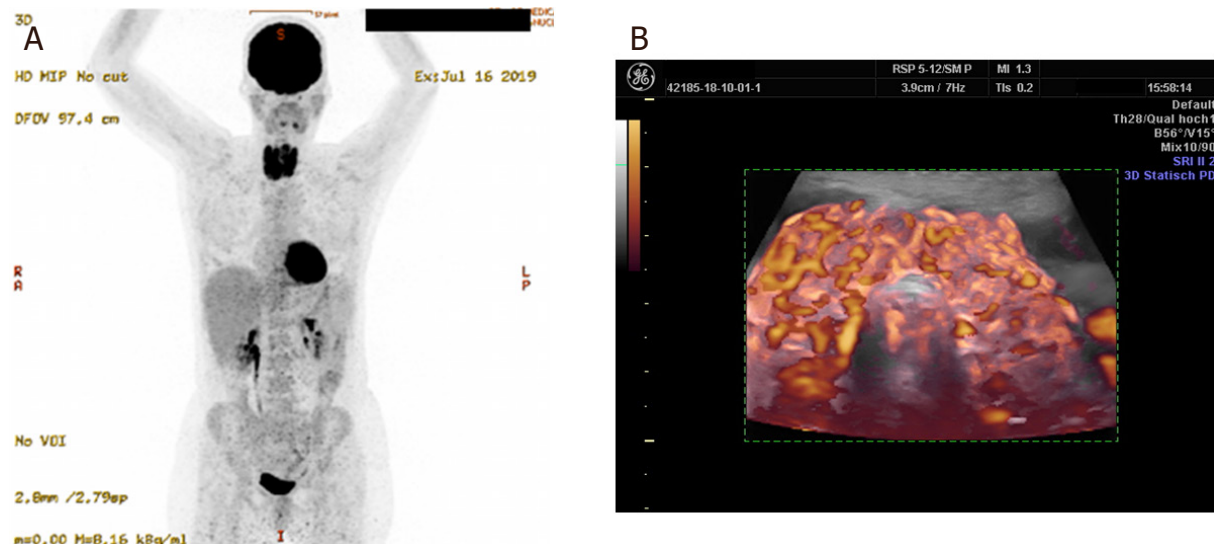 A
3D
57 pixel
S
HD MIP No cut
Ex:Jul 16 2019
DFOV 97.4 cm
R
A
L
P
No VOI
2.8mm /2.79sp
m=0.00 M=8.16 kBq/ml
I
B
RSP 5-12/SM P
MI 1.3
42185-18-10-01-1
3.9cm / 7Hz
TIs 0.2
15:58:14
Default
Th28/Qual hoch1
B56°/V15°
Mix10/90
SRI II 2
3D Statisch PD